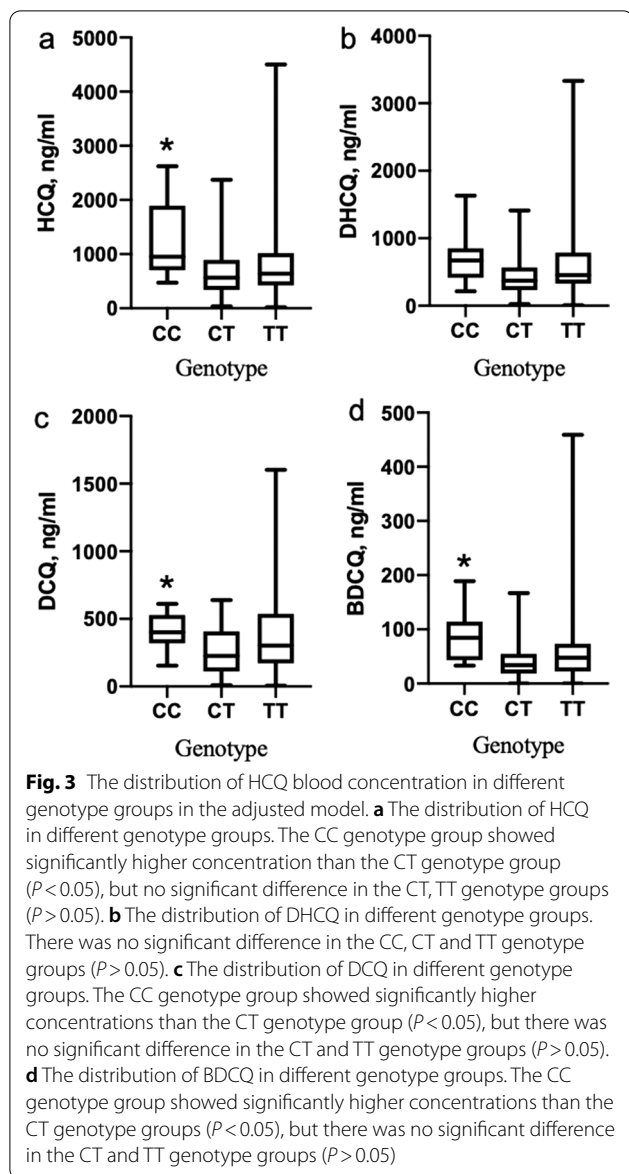 a
5000
4000
3000
2000
1000
0
HCQ, ng/ml
*
CC CT TT
Genotype
b
4000
3000
2000
1000
0
DHCQ, ng/ml
CC CT TT
Genotype
c
2000
1500
1000
500
0
DCQ, ng/ml
*
CC CT TT
Genotype
d
500
400
300
200
100
0
BDCQ, ng/ml
*
CC CT TT
Genotype
Fig. 3 The distribution of HCQ blood concentration in different
genotype groups in the adjusted model. a The distribution of HCQ
in different genotype groups. The CC genotype group showed
significantly higher concentration than the CT genotype group
(P < 0.05), but no significant difference in the CT, TT genotype groups
(P > 0.05). b The distribution of DHCQ in different genotype groups.
There was no significant difference in the CC, CT and TT genotype
groups (P > 0.05). c The distribution of DCQ in different genotype
groups. The CC genotype group showed significantly higher
concentrations than the CT genotype group (P < 0.05), but there was
no significant difference in the CT and TT genotype groups (P > 0.05).
d The distribution of BDCQ in different genotype groups. The CC
genotype group showed significantly higher concentrations than the
CT genotype groups (P < 0.05), but there was no significant difference
in the CT and TT genotype groups (P > 0.05)